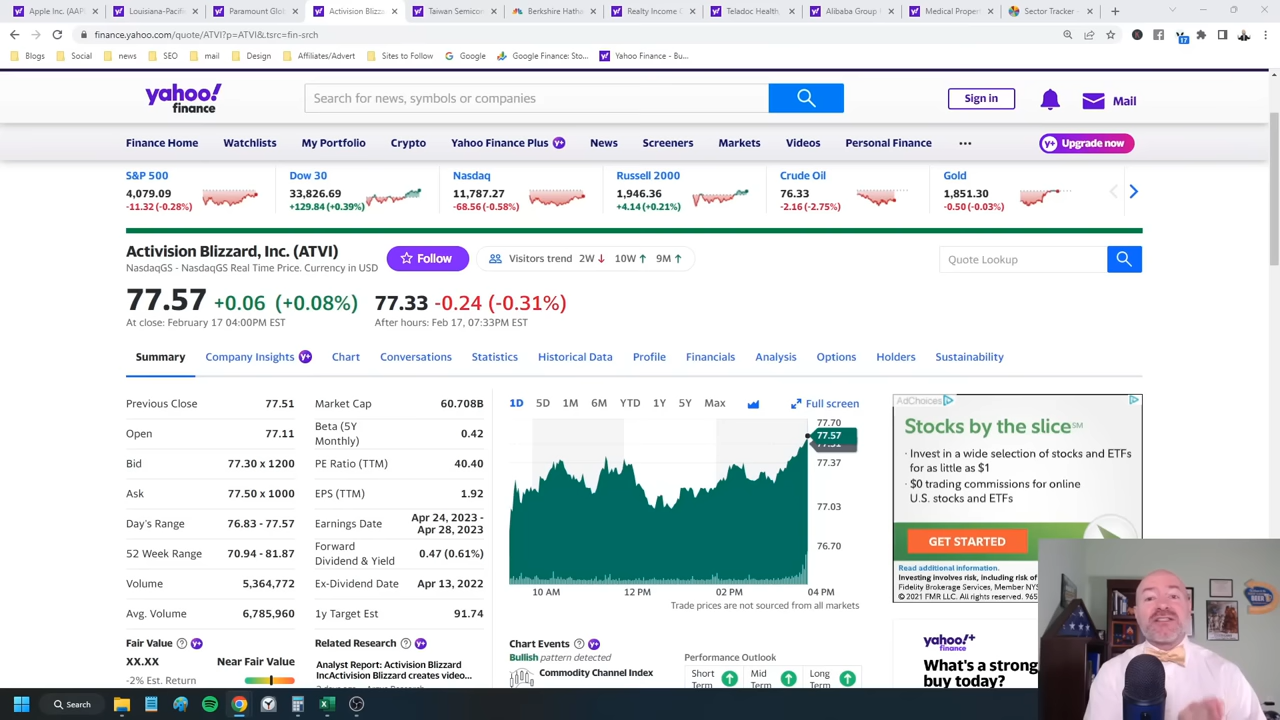 Apple Inc. (AAP
Louisiana-Pacific
Paramount Glob
Activision Blizza
Taiwan Semicon
Berkshire Hatha
Realty Income C
Teladoc Health,
Alibaba Group H
Medical Propert
Sector Tracker
finance.yahoo.com/quote/ATVI?p=ATVI&.tsrc=fin-srch
17
Blogs
Social
news
SEO
mail
Design
Affiliates/Advert
Sites to Follow
Google
Google Finance: Sto...
Yahoo Finance - Bu...
yahoo!
finance
Search for news, symbols or companies
Sign in
Mail
Finance Home
Watchlists
My Portfolio
Crypto
Yahoo Finance Plus
News
Screeners
Markets
Videos
Personal Finance
...
Upgrade now
S&P 500
4,079.09
-11.32 (-0.28%)
Dow 30
33,826.69
+129.84 (+0.39%)
Nasdaq
11,787.27
-68.56 (-0.58%)
Russell 2000
1,946.36
+4.14 (+0.21%)
Crude Oil
76.33
-2.16 (-2.75%)
Gold
1,851.30
-0.50 (-0.03%)
Activision Blizzard, Inc. (ATVI)
NasdaqGS - NasdaqGS Real Time Price. Currency in USD
Follow
Visitors trend 2W ↓ 10W ↑ 9M ↑
Quote Lookup
77.57 +0.06 (+0.08%)
At close: February 17 04:00PM EST
77.33 -0.24 (-0.31%)
After hours: Feb 17, 07:33PM EST
Summary
Company Insights
Chart
Conversations
Statistics
Historical Data
Profile
Financials
Analysis
Options
Holders
Sustainability
Previous Close 77.51
Open 77.11
Bid 77.30 x 1200
Ask 77.50 x 1000
Day's Range 76.83 - 77.57
52 Week Range 70.94 - 81.87
Volume 5,364,772
Avg. Volume 6,785,960
Market Cap 60.708B
Beta (5Y
Monthly) 0.42
PE Ratio (TTM) 40.40
EPS (TTM) 1.92
Earnings Date Apr 24, 2023 -
Apr 28, 2023
Forward
Dividend & Yield 0.47 (0.61%)
Ex-Dividend Date Apr 13, 2022
1y Target Est 91.74
Fair Value
XX.XX Near Fair Value
-2% Est. Return
Related Research
Analyst Report: Activision Blizzard
IncActivision Blizzard creates video...
1D 5D 1M 6M YTD 1Y 5Y Max
Full screen
77.70
77.57
77.37
77.03
76.70
10 AM 12 PM 02 PM 04 PM
Trade prices are not sourced from all markets
Chart Events
Bullish pattern detected
Commodity Channel Index
Performance Outlook
Short
Term
Mid
Term
Long
Term
AdChoices
Stocks by the slice℠
· Invest in a wide selection of stocks and ETFs
for as little as $1
· $0 trading commissions for online
U.S. stocks and ETFs
GET STARTED
Read additional information.
Investing involves risk, including risk of
Fidelity Brokerage Services, Member NYS
© 2021 FMR LLC. All rights reserved. 965
yahoo!+
finance
What's a strong
buy today?
Search